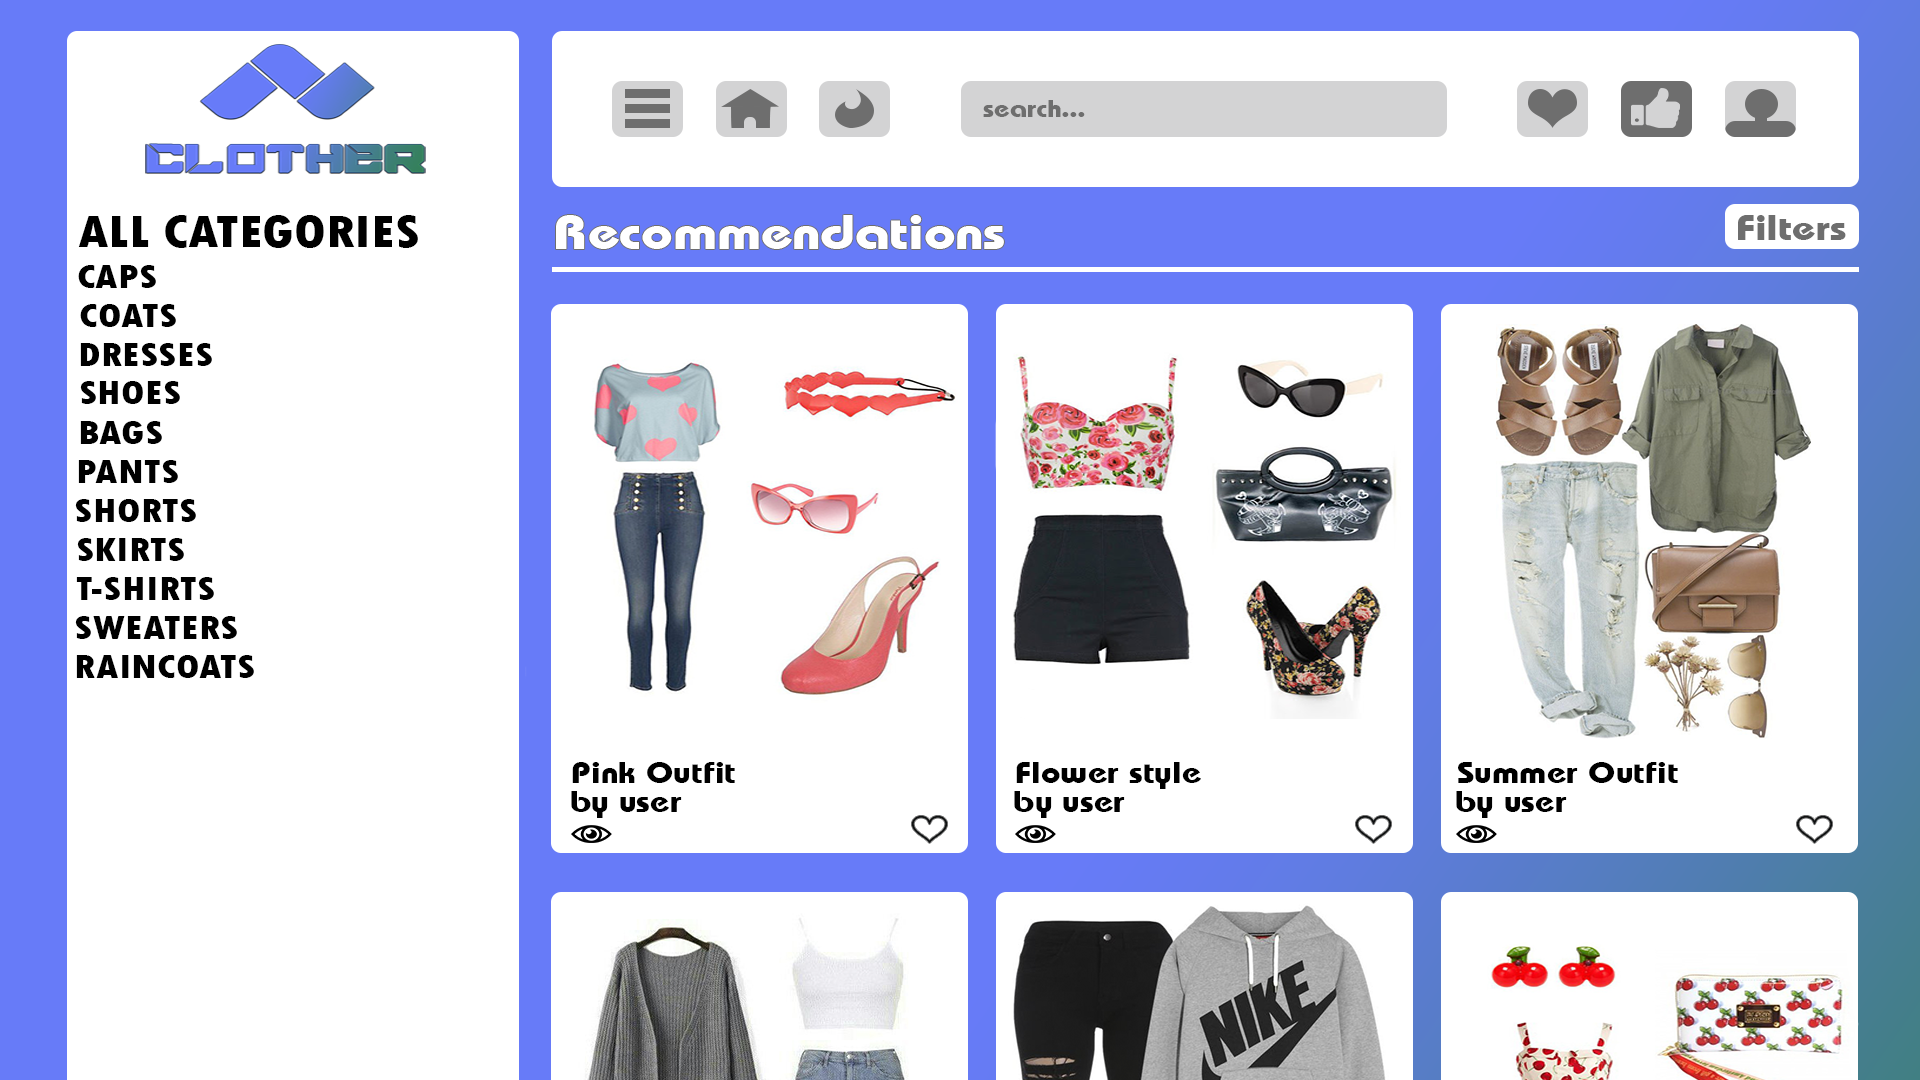 CLOTHER
ALL CATEGORIES
CAPS
COATS
DRESSES
SHOES
BAGS
PANTS
SHORTS
SKIRTS
T-SHIRTS
SWEATERS
RAINCOATS
search...
Recommendations
Filters
Pink Outfit
by user
Flower style
by user
Summer Outfit
by user
NIKE